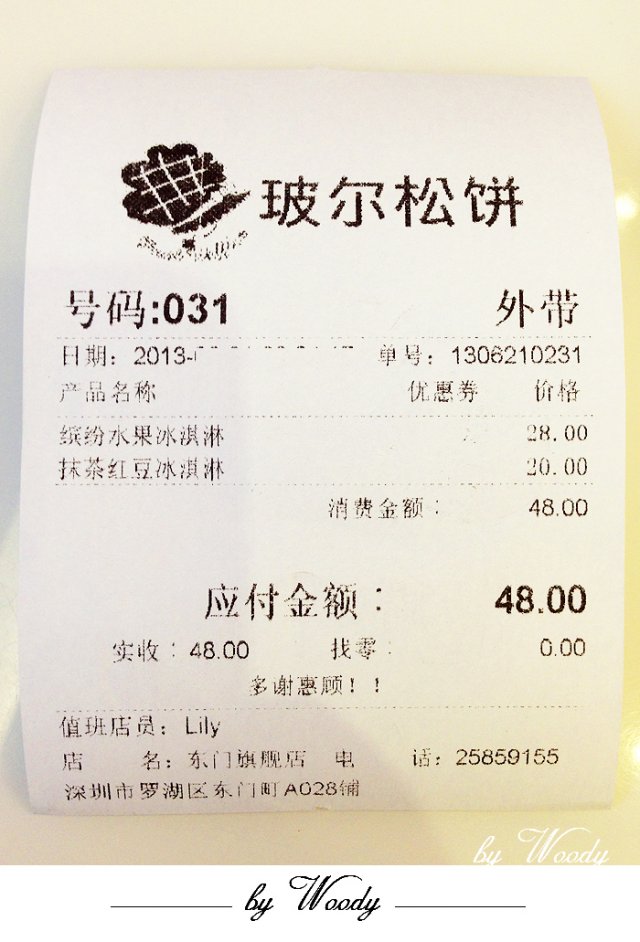 玻尔松饼
号码:031 外带
日期: 2013- 单号: 1306210231
产品名称 优惠券 价格
缤纷水果冰淇淋 28.00
抹茶红豆冰淇淋 20.00
消费金额: 48.00
应付金额: 48.00
实收: 48.00 找零: 0.00
多谢惠顾!!
值班店员: Lily
店 名: 东门旗舰店 电 话: 25859155
深圳市罗湖区东门町A028铺
by Woody
by Woody